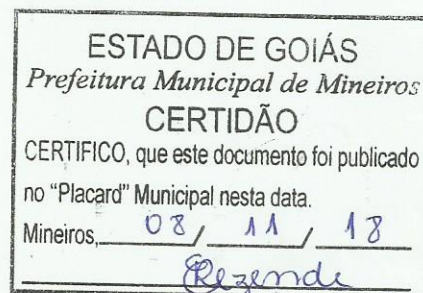 ESTADO DE GOIÁS
Prefeitura Municipal de Mineiros
CERTIDÃO
CERTIFICO, que este documento foi publicado
no "Placard" Municipal nesta data.
Mineiros, 08 / 11 / 18
Rezende